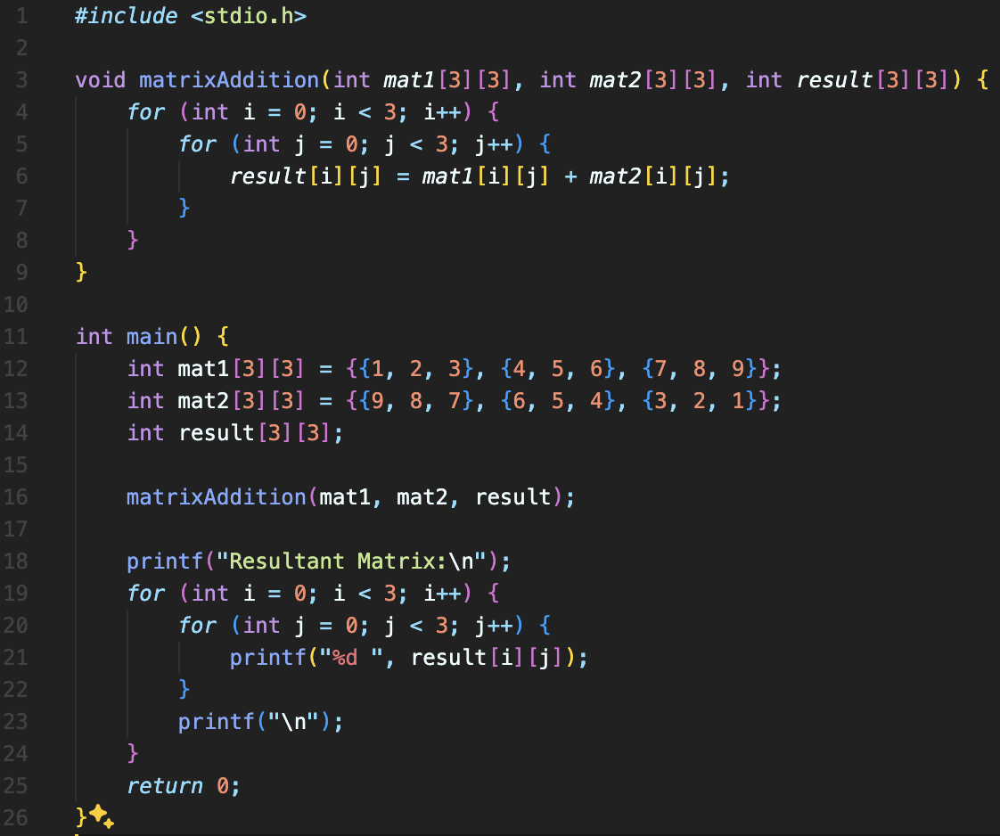 1 #include <stdio.h>
2
3 void matrixAddition(int mat1[3][3], int mat2[3][3], int result[3][3]) {
4     for (int i = 0; i < 3; i++) {
5         for (int j = 0; j < 3; j++) {
6             result[i][j] = mat1[i][j] + mat2[i][j];
7         }
8     }
9 }
10
11 int main() {
12     int mat1[3][3] = {{1, 2, 3}, {4, 5, 6}, {7, 8, 9}};
13     int mat2[3][3] = {{9, 8, 7}, {6, 5, 4}, {3, 2, 1}};
14     int result[3][3];
15
16     matrixAddition(mat1, mat2, result);
17
18     printf("Resultant Matrix:\n");
19     for (int i = 0; i < 3; i++) {
20         for (int j = 0; j < 3; j++) {
21             printf("%d ", result[i][j]);
22         }
23         printf("\n");
24     }
25     return 0;
26 }